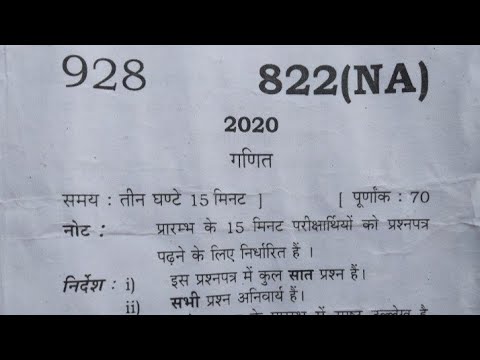 928 822(NA)
2020
गणित
समय : तीन घण्टे 15 मिनट ] [ पूर्णांक : 70
नोट : प्रारम्भ के 15 मिनट परीक्षार्थियों को प्रश्नपत्र
पढ़ने के लिए निर्धारित हैं ।
निर्देश : i) इस प्रश्नपत्र में कुल सात प्रश्न हैं।
ii) सभी प्रश्न अनिवार्य हैं।